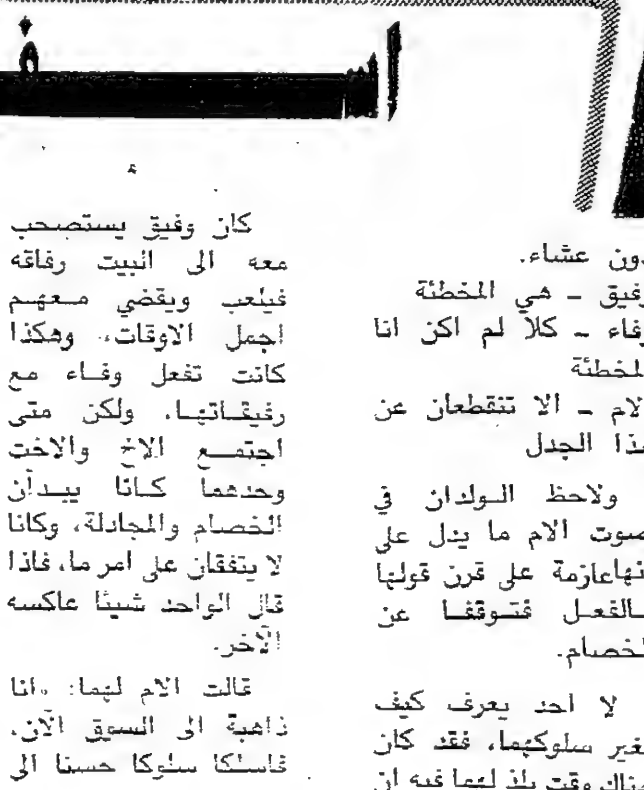 كان وفيق يستصحب
معه الى البيت رفاقه
فيلعب ويقضي معهم
اجمل الاوقات، وهكذا
كانت تفعل وفاء مع
رفيقاتها. ولكن متى
اجتمع الاخ والاخت
وحدهما كانا يبدأن
الخصام والمجادلة، وكانا
لا يتفقان على امر ما، فاذا
قال الواحد شيئا عاكسه
الآخر.
قالت الام لهما: «انا
ذاهبة الى السوق الآن،
فاسلكا سلوكا حسنا الى
دون عشاء.
وفيق ـ هي المخطئة
وفاء ـ كلا لم اكن انا
المخطئة
الام ـ الا تنقطعان عن
هذا الجدل
ولاحظ الولدان في
صوت الام ما يدل على
انهاعازمة على قرن قولها
بالفعل فتوقفا عن
الخصام.
لا احد يعرف كيف
تغير سلوكهما، فقد كان
هناك وقت يلذ لهما فيه ان